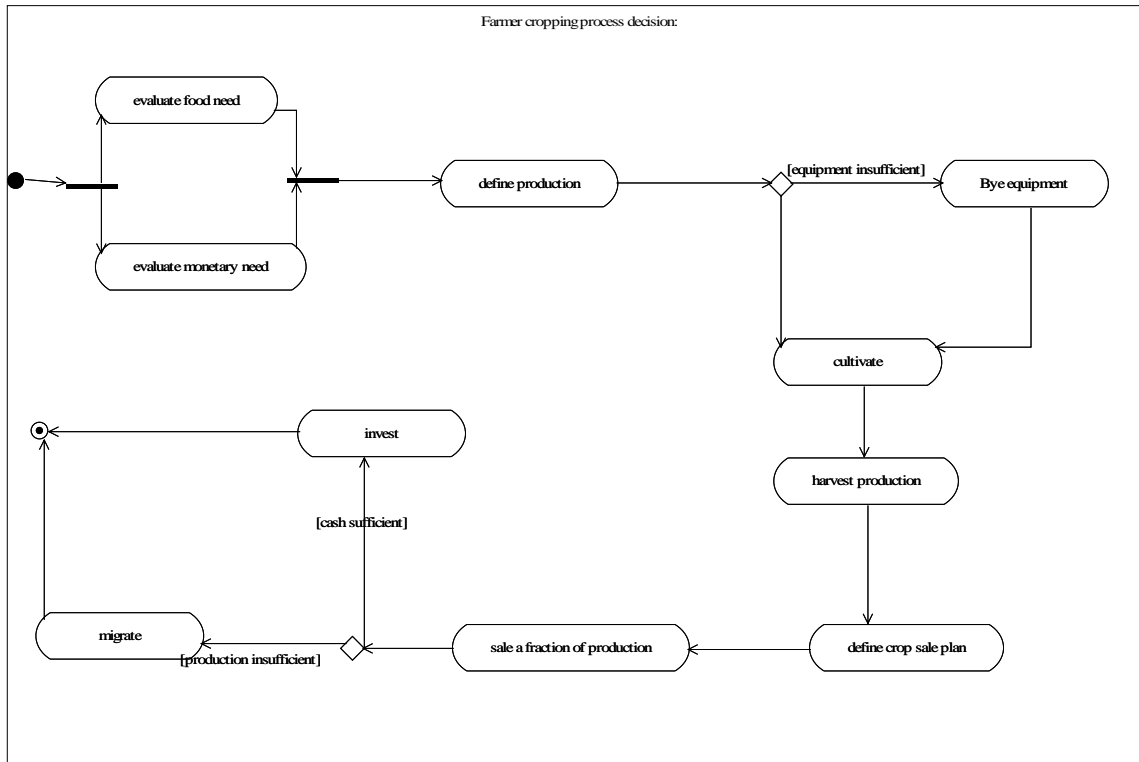 Farmer cropping process decision:
evaluate food need
define production
[equipment insufficient]
Bye equipment
evaluate monetary need
cultivate
invest
harvest production
[cash sufficient]
migrate
[production insufficient]
sale a fraction of production
define crop sale plan